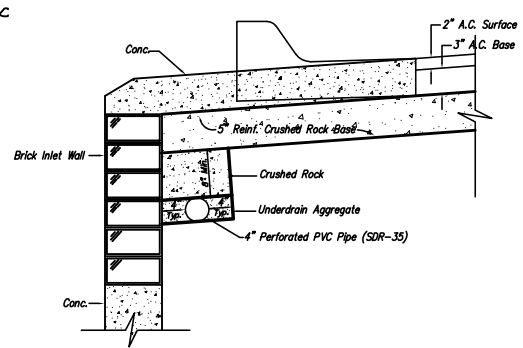 c
2" A.C. Surface
3" A.C. Base
Conc.
5" Reinf. Crushed Rock Base
Brick Inlet Wall
6" Min.
Crushed Rock
4" Typ.
4" Typ.
Underdrain Aggregate
4" Perforated PVC Pipe (SDR-35)
Conc.